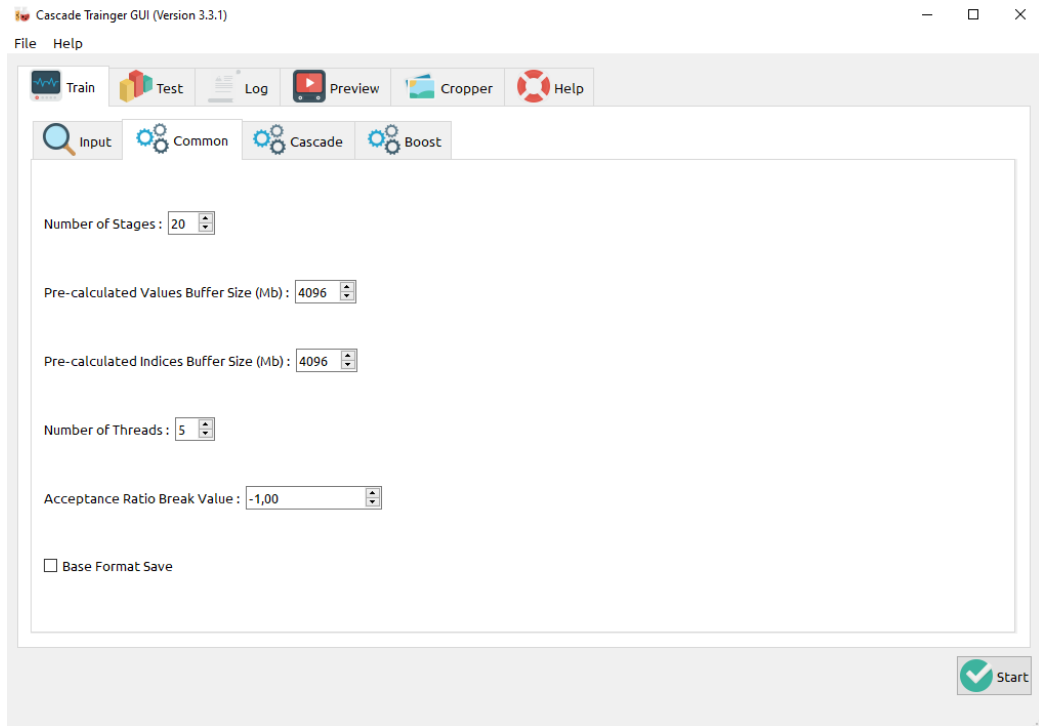 Cascade Trainger GUI (Version 3.3.1)
File Help
Train Test Log Preview Cropper Help
Input Common Cascade Boost
Number of Stages : 20
Pre-calculated Values Buffer Size (Mb) : 4096
Pre-calculated Indices Buffer Size (Mb) : 4096
Number of Threads : 5
Acceptance Ratio Break Value : -1,00
Base Format Save
Start